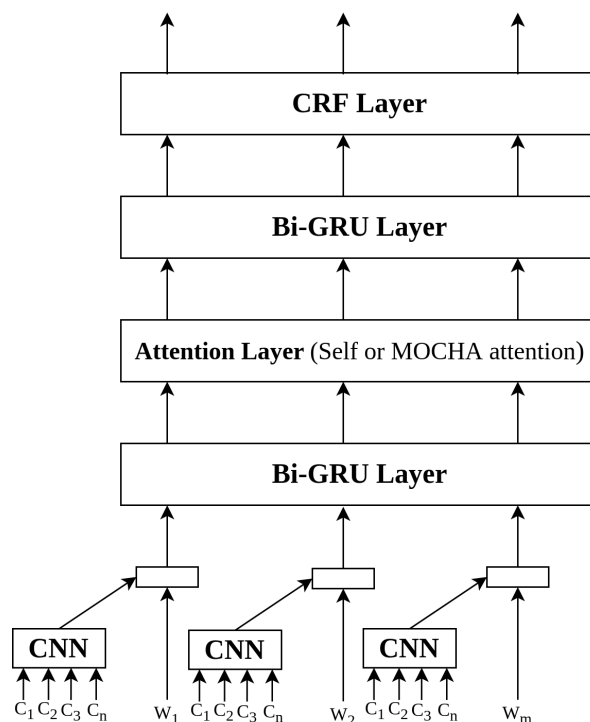 CRF Layer
Bi-GRU Layer
Attention Layer (Self or MOCHA attention)
Bi-GRU Layer
CNN CNN CNN
C1 C2 C3 Cn W1 C1 C2 C3 Cn W2 C1 C2 C3 Cn Wm